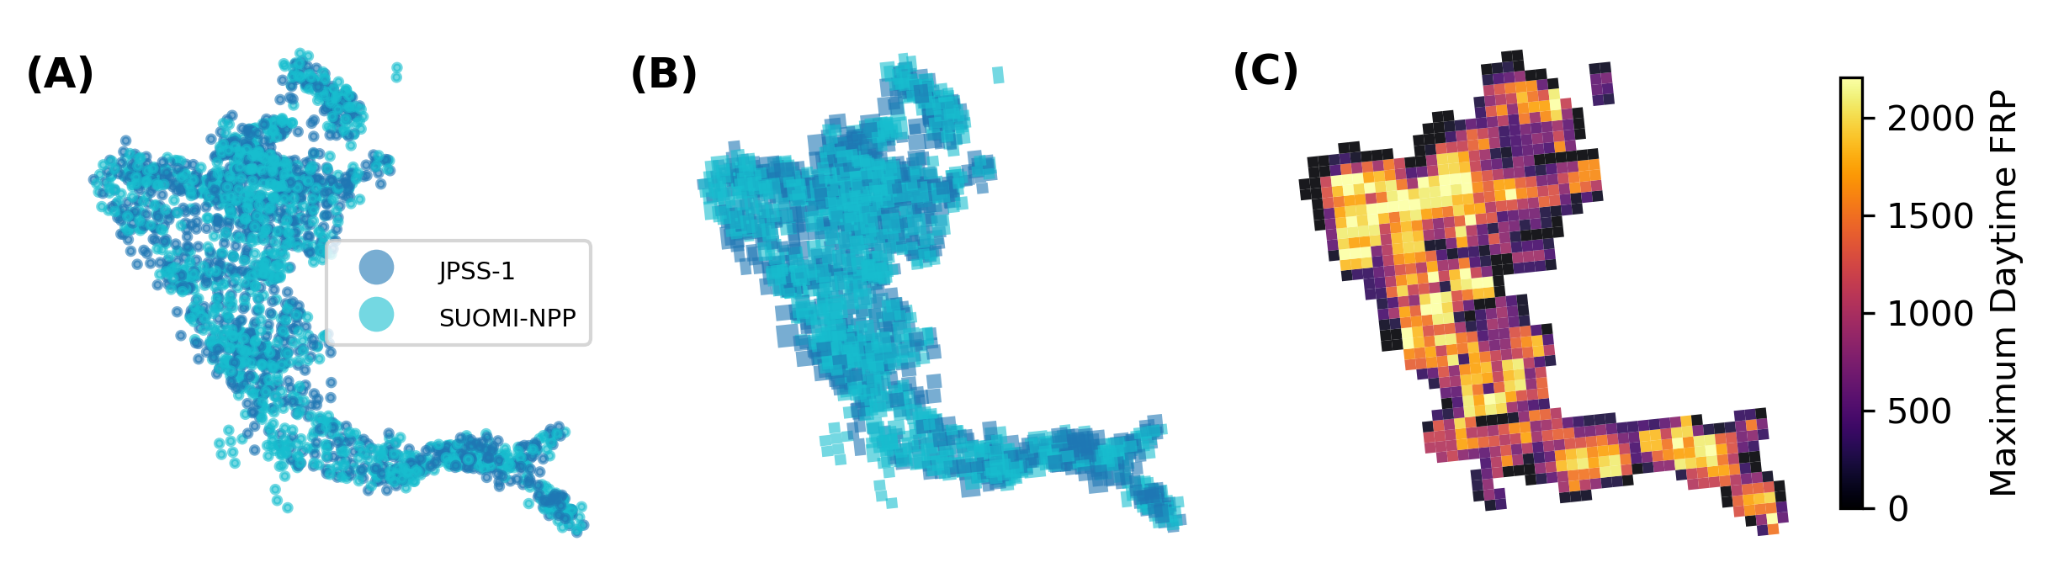 (A)
JPSS-1
SUOMI-NPP
(B)
(C)
2000
1500
1000
500
0
Maximum Daytime FRP